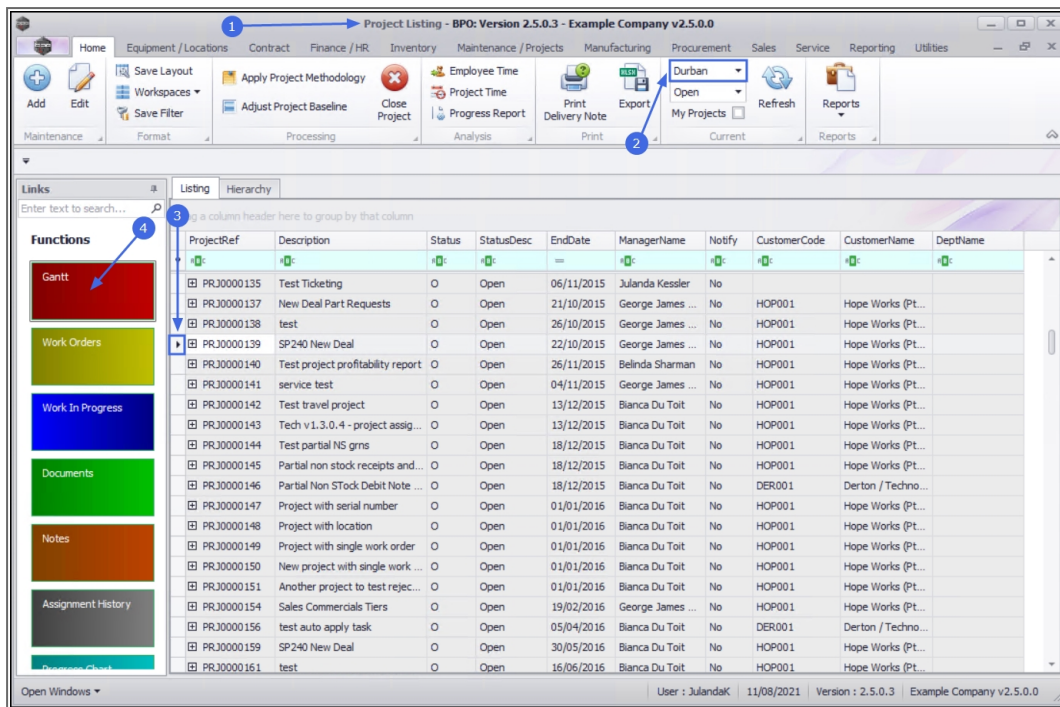 Project Listing - BPO: Version 2.5.0.3 - Example Company v2.5.0.0
1
Home Equipment / Locations Contract Finance / HR Inventory Maintenance / Projects Manufacturing Procurement Sales Service Reporting Utilities
Add
Edit
Save Layout
Workspaces
Save Filter
Apply Project Methodology
Adjust Project Baseline
Close Project
Employee Time
Project Time
Progress Report
Print Delivery Note
Export
Durban
Open
My Projects
Refresh
Reports
2
Maintenance Format Processing Analysis Print Current Reports
Links
Enter text to search...
Functions
4
Gantt
Work Orders
Work In Progress
Documents
Notes
Assignment History
Progress Chart
Listing Hierarchy
3
a column header here to group by that column
ProjectRef Description Status StatusDesc EndDate ManagerName Notify CustomerCode CustomerName DeptName
PRJ0000135 Test Ticketing O Open 06/11/2015 Julanda Kessler No
PRJ0000137 New Deal Part Requests O Open 21/10/2015 George James ... No HOP001 Hope Works (Pt...
PRJ0000138 test O Open 26/10/2015 George James ... No HOP001 Hope Works (Pt...
PRJ0000139 SP240 New Deal O Open 22/10/2015 George James ... No HOP001 Hope Works (Pt...
PRJ0000140 Test project profitability report O Open 26/11/2015 Belinda Sharman No HOP001 Hope Works (Pt...
PRJ0000141 service test O Open 04/11/2015 George James ... No HOP001 Hope Works (Pt...
PRJ0000142 Test travel project O Open 13/12/2015 Bianca Du Toit No HOP001 Hope Works (Pt...
PRJ0000143 Tech v1.3.0.4 - project assig... O Open 13/12/2015 Bianca Du Toit No HOP001 Hope Works (Pt...
PRJ0000144 Test partial NS grns O Open 18/12/2015 Bianca Du Toit No HOP001 Hope Works (Pt...
PRJ0000145 Partial non stock receipts and... O Open 18/12/2015 Bianca Du Toit No HOP001 Hope Works (Pt...
PRJ0000146 Partial Non STock Debit Note ... O Open 18/12/2015 Bianca Du Toit No DER001 Derton / Techno...
PRJ0000147 Project with serial number O Open 01/01/2016 Bianca Du Toit No HOP001 Hope Works (Pt...
PRJ0000148 Project with location O Open 01/01/2016 Bianca Du Toit No HOP001 Hope Works (Pt...
PRJ0000149 Project with single work order O Open 01/01/2016 Bianca Du Toit No HOP001 Hope Works (Pt...
PRJ0000150 New project with single work ... O Open 01/01/2016 Bianca Du Toit No HOP001 Hope Works (Pt...
PRJ0000151 Another project to test rejec... O Open 01/01/2016 Bianca Du Toit No HOP001 Hope Works (Pt...
PRJ0000154 Sales Commercials Tiers O Open 19/02/2016 George James ... No HOP001 Hope Works (Pt...
PRJ0000156 test auto apply task O Open 05/04/2016 Bianca Du Toit No DER001 Derton / Techno...
PRJ0000159 SP240 New Deal O Open 30/05/2016 Bianca Du Toit No HOP001 Hope Works (Pt...
PRJ0000161 test O Open 16/06/2016 Bianca Du Toit No HOP001 Hope Works (Pt...
Open Windows
User : JulandaK 11/08/2021 Version : 2.5.0.3 Example Company v2.5.0.0